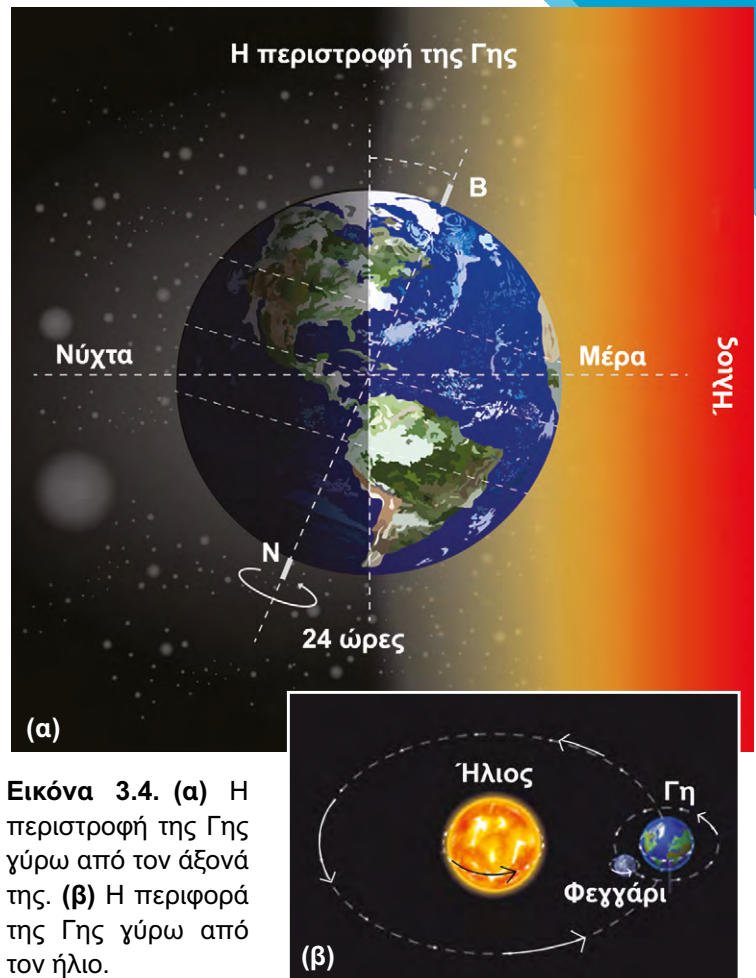 Η περιστροφή της Γης
Β
Νύχτα
Μέρα
Ήλιος
Ν
24 ώρες
(α)
Ήλιος
Γη
Φεγγάρι
(β)
Εικόνα 3.4. (α) Η
περιστροφή της Γης
γύρω από τον άξονά
της. (β) Η περιφορά
της Γης γύρω από
τον ήλιο.